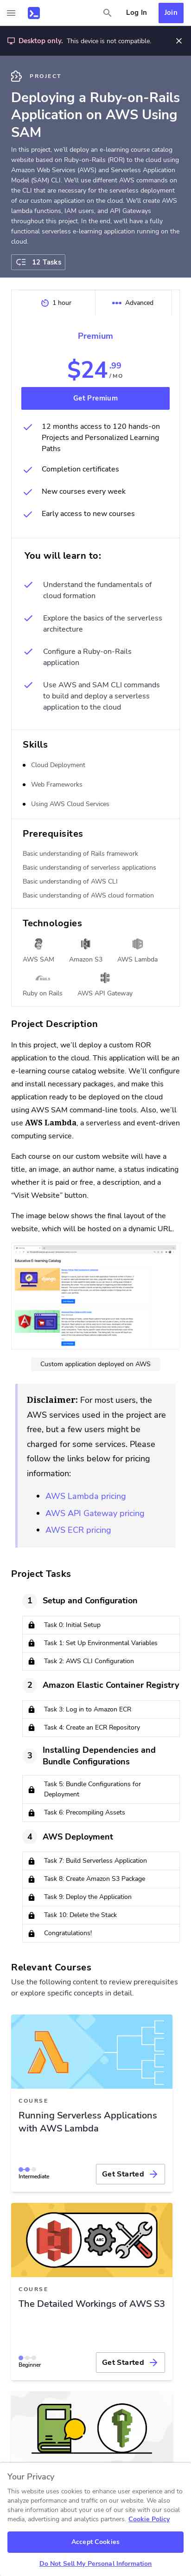 Log In
Join
Desktop only. This device is not compatible.
PROJECT
Deploying a Ruby-on-Rails
Application on AWS Using
SAM
In this project, we'll deploy an e-learning course catalog
website based on Ruby-on-Rails (ROR) to the cloud using
Amazon Web Services (AWS) and Serverless Application
Model (SAM) CLI. We'll use different AWS commands on
the CLI that are necessary for the serverless deployment
of our custom application on the cloud. We'll create AWS
lambda functions, IAM users, and API Gateways
throughout this project. In the end, we'll have a fully
functional serverless e-learning application running on the
cloud.
12 Tasks
1 hour
Advanced
Premium
$24.99
/ MO
Get Premium
12 months access to 120 hands-on
Projects and Personalized Learning
Paths
Completion certificates
New courses every week
Early access to new courses
You will learn to:
Understand the fundamentals of
cloud formation
Explore the basics of the serverless
architecture
Configure a Ruby-on-Rails
application
Use AWS and SAM CLI commands
to build and deploy a serverless
application to the cloud
Skills
Cloud Deployment
Web Frameworks
Using AWS Cloud Services
Prerequisites
Basic understanding of Rails framework
Basic understanding of serverless applications
Basic understanding of AWS CLI
Basic understanding of AWS cloud formation
Technologies
AWS SAM
Amazon S3
AWS Lambda
Ruby on Rails
AWS API Gateway
Project Description
In this project, we'll deploy a custom ROR
application to the cloud. This application will be an
e-learning course catalog website. We'll configure
and install necessary packages, and make this
application ready to be deployed on the cloud
using AWS SAM command-line tools. Also, we'll
use AWS Lambda, a serverless and event-driven
computing service.
Each course on our custom website will have a
title, an image, an author name, a status indicating
whether it is paid or free, a description, and a
“Visit Website” button.
The image below shows the final layout of the
website, which will be hosted on a dynamic URL.
Custom application deployed on AWS
Disclaimer: For most users, the
AWS services used in the project are
free, but a few users might be
charged for some services. Please
follow the links below for pricing
information:
AWS Lambda pricing
AWS API Gateway pricing
AWS ECR pricing
Project Tasks
1 Setup and Configuration
Task 0: Initial Setup
Task 1: Set Up Environmental Variables
Task 2: AWS CLI Configuration
2 Amazon Elastic Container Registry
Task 3: Log in to Amazon ECR
Task 4: Create an ECR Repository
3 Installing Dependencies and
Bundle Configurations
Task 5: Bundle Configurations for
Deployment
Task 6: Precompiling Assets
4 AWS Deployment
Task 7: Build Serverless Application
Task 8: Create Amazon S3 Package
Task 9: Deploy the Application
Task 10: Delete the Stack
Congratulations!
Relevant Courses
Use the following content to review prerequisites
or explore specific concepts in detail.
COURSE
Running Serverless Applications
with AWS Lambda
Intermediate
Get Started
COURSE
The Detailed Workings of AWS S3
Beginner
Get Started
Your Privacy
This website uses cookies to enhance user experience and to
analyze performance and traffic on our website. We may
also share information about your use of our site with our
social media, advertising and analytics partners. Cookie Policy
Accept Cookies
Do Not Sell My Personal Information